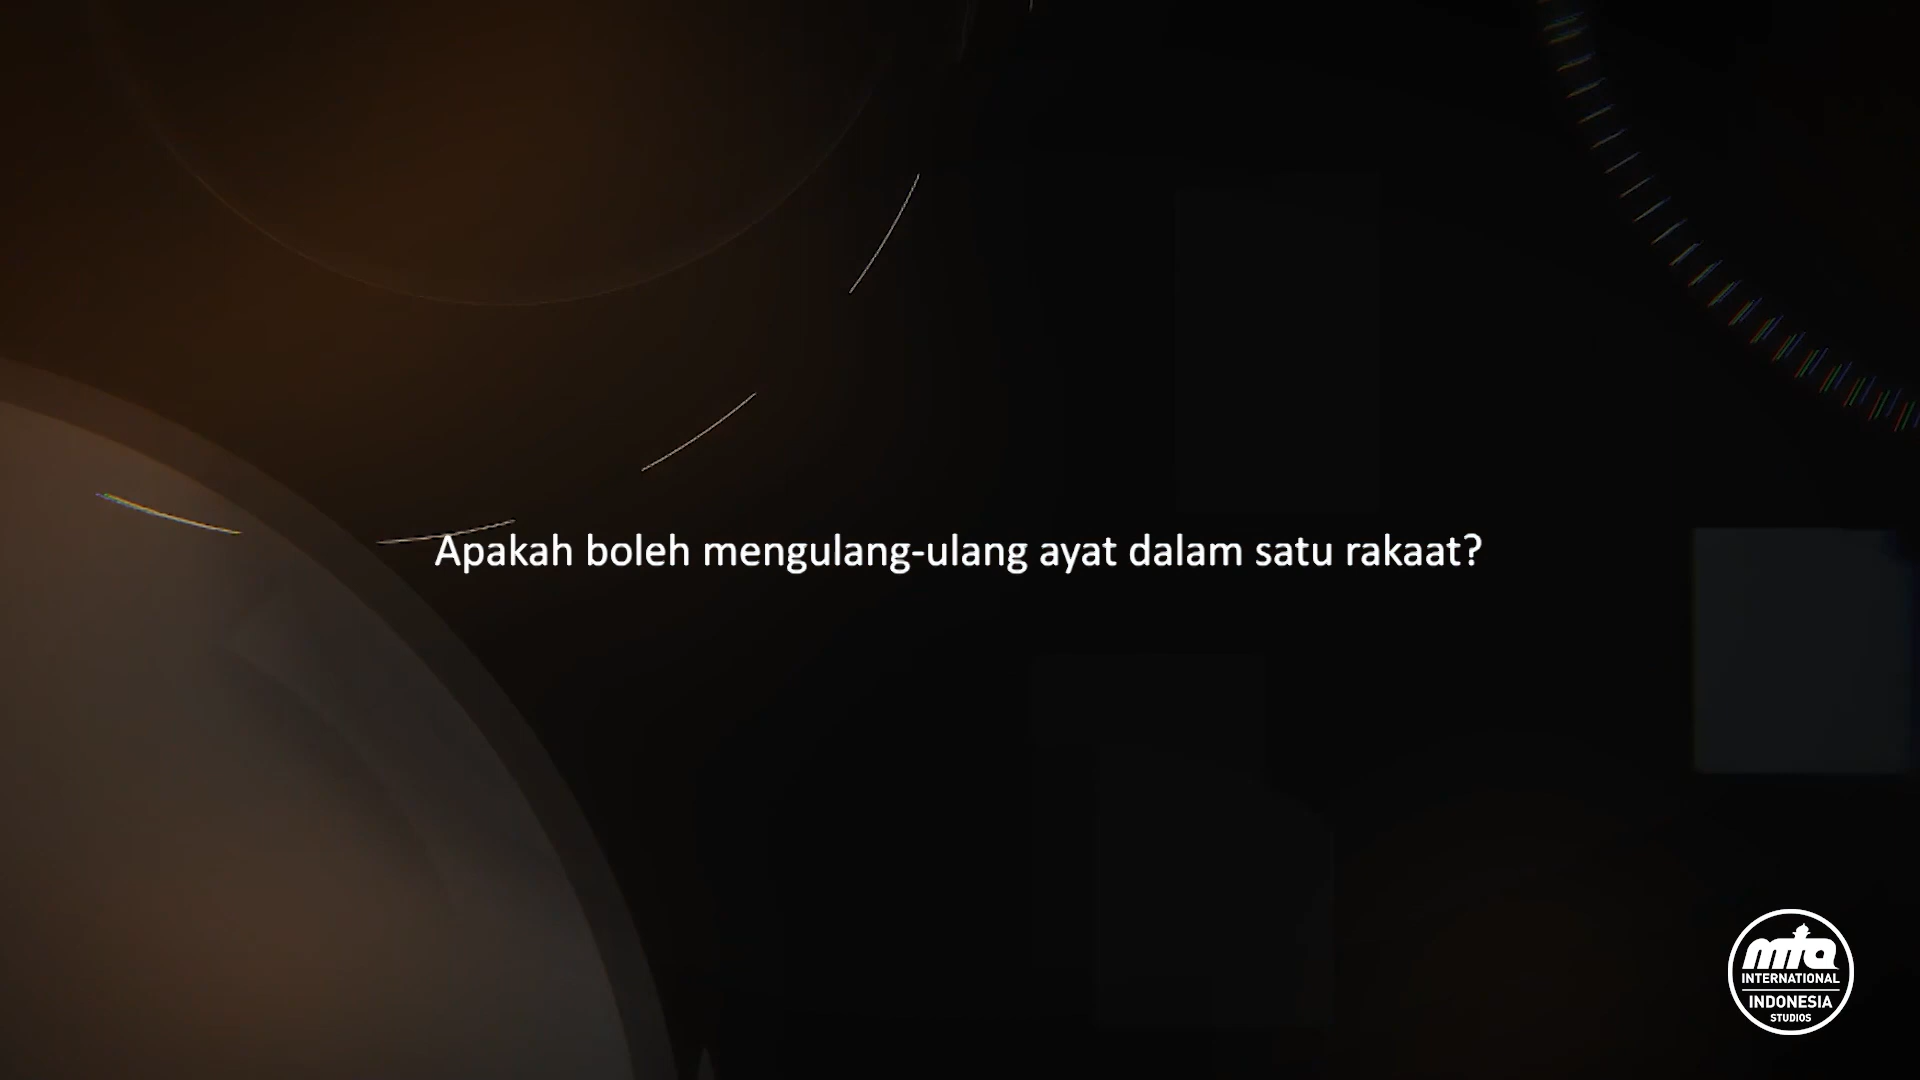 Apakah boleh mengulang-ulang ayat dalam satu rakaat?
mta
INTERNATIONAL
INDONESIA
STUDIOS